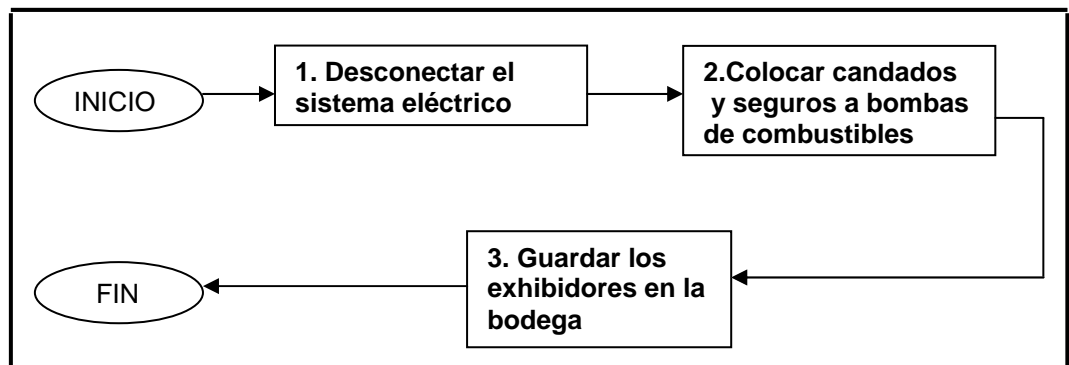 INICIO
1. Desconectar el
sistema eléctrico
2.Colocar candados
y seguros a bombas
de combustibles
3. Guardar los
exhibidores en la
bodega
FIN